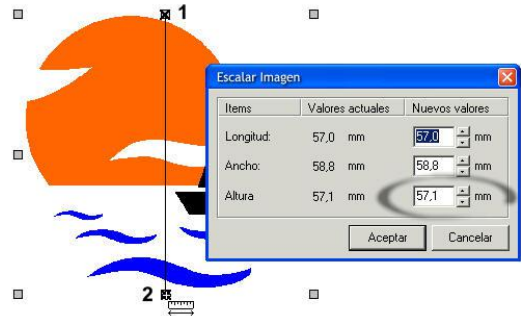 1
Escalar Imagen
Items Valores actuales Nuevos valores
Longitud: 57,0 mm 57,0 mm
Ancho: 58,8 mm 58,8 mm
Altura 57,1 mm 57,1 mm
Aceptar Cancelar
2